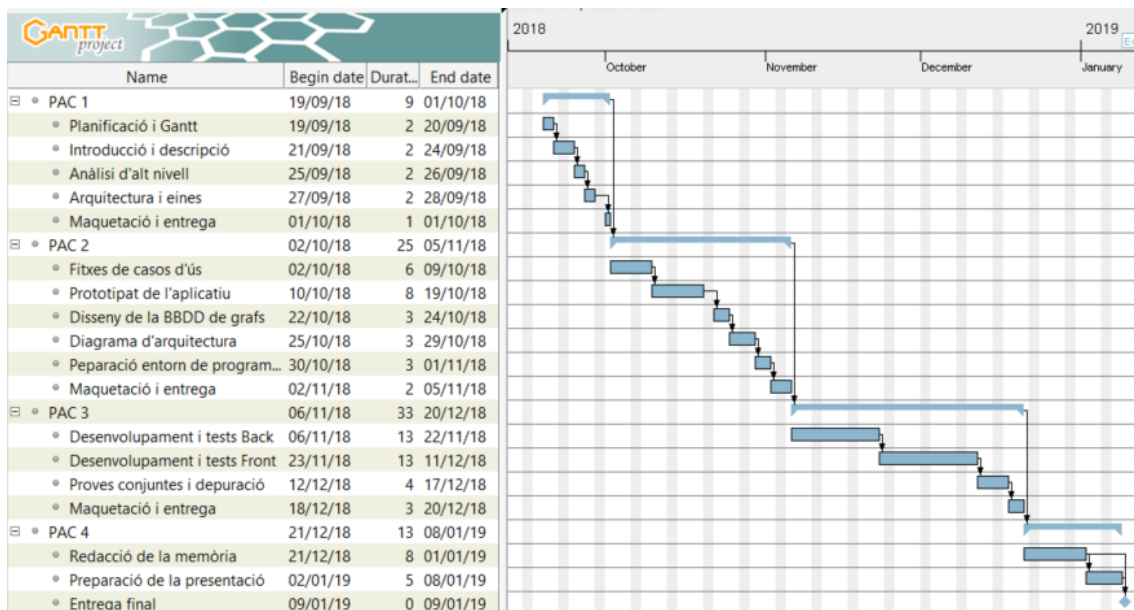 GANTT
project
2018 2019
October November December January
Name Begin date Durat... End date
PAC 1 19/09/18 9 01/10/18
Planificació i Gantt 19/09/18 2 20/09/18
Introducció i descripció 21/09/18 2 24/09/18
Anàlisi d'alt nivell 25/09/18 2 26/09/18
Arquitectura i eines 27/09/18 2 28/09/18
Maquetació i entrega 01/10/18 1 01/10/18
PAC 2 02/10/18 25 05/11/18
Fitxes de casos d'ús 02/10/18 6 09/10/18
Prototipat de l'aplicatiu 10/10/18 8 19/10/18
Disseny de la BBDD de grafs 22/10/18 3 24/10/18
Diagrama d'arquitectura 25/10/18 3 29/10/18
Peparació entorn de program... 30/10/18 3 01/11/18
Maquetació i entrega 02/11/18 2 05/11/18
PAC 3 06/11/18 33 20/12/18
Desenvolupament i tests Back 06/11/18 13 22/11/18
Desenvolupament i tests Front 23/11/18 13 11/12/18
Proves conjuntes i depuració 12/12/18 4 17/12/18
Maquetació i entrega 18/12/18 3 20/12/18
PAC 4 21/12/18 13 08/01/19
Redacció de la memòria 21/12/18 8 01/01/19
Preparació de la presentació 02/01/19 5 08/01/19
Entrega final 09/01/19 0 09/01/19